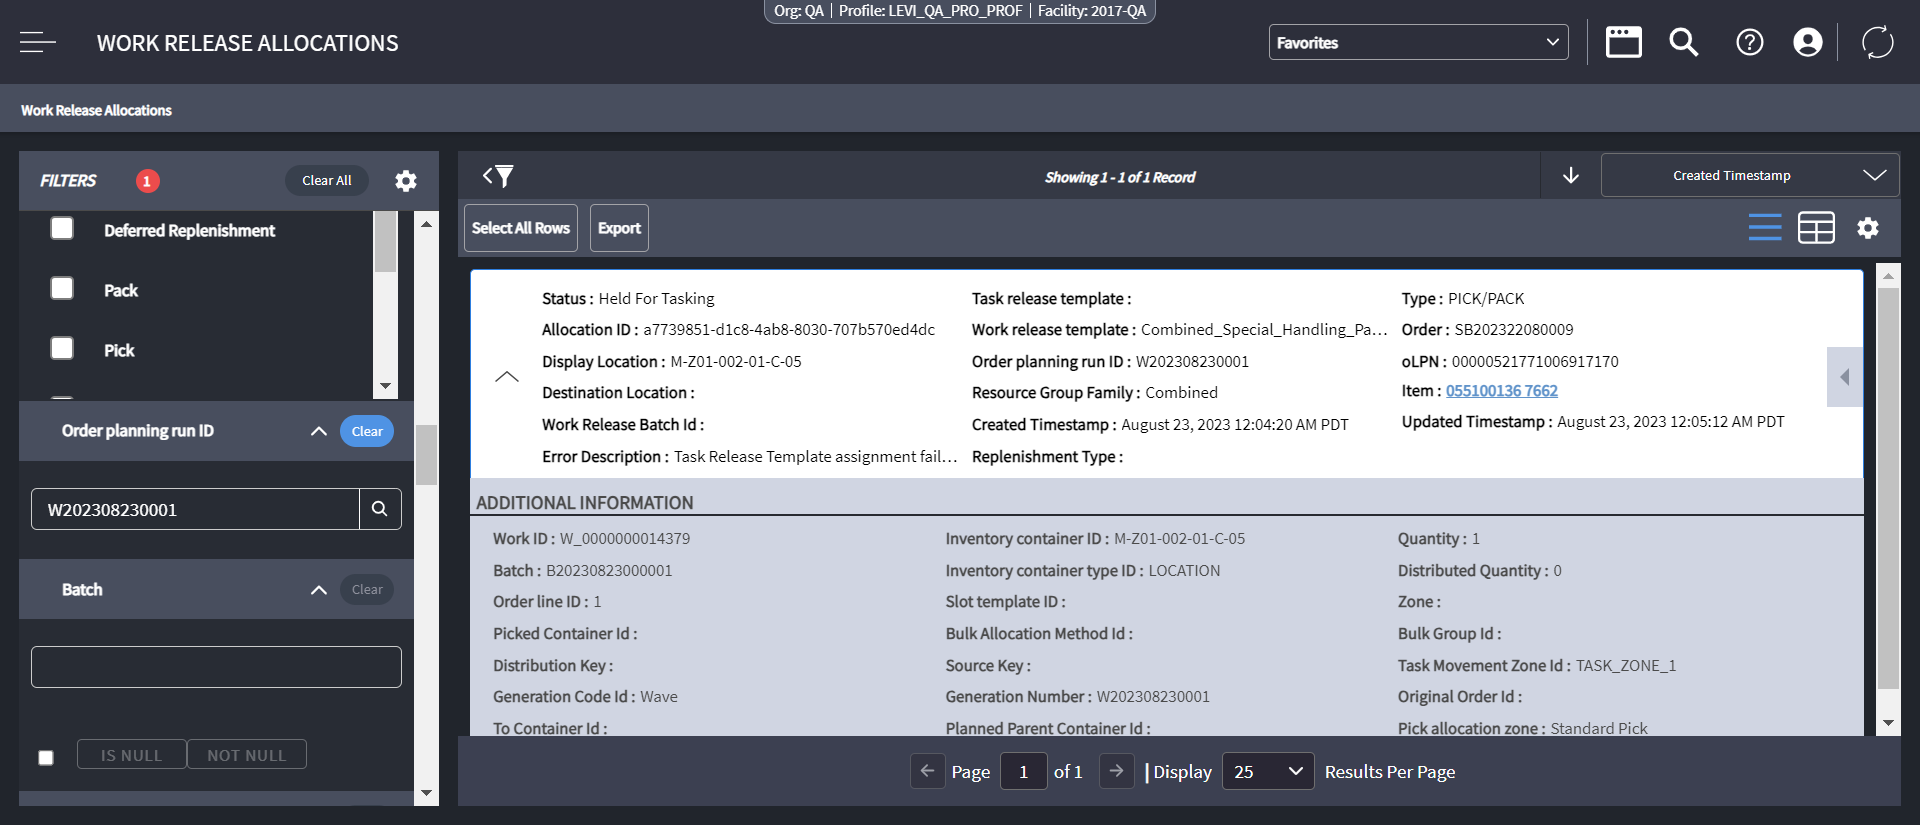 Org: QA | Profile: LEVI_QA_PRO_PROF | Facility: 2017-QA
WORK RELEASE ALLOCATIONS
Favorites
Work Release Allocations
FILTERS 1 Clear All
Deferred Replenishment
Pack
Pick
Order planning run ID Clear
W202308230001
Batch Clear
IS NULL NOT NULL
Showing 1 - 1 of 1 Record
Created Timestamp
Select All Rows Export
Status : Held For Tasking
Allocation ID : a7739851-d1c8-4ab8-8030-707b570ed4dc
Display Location : M-Z01-002-01-C-05
Destination Location :
Work Release Batch Id :
Error Description : Task Release Template assignment fail...
Task release template :
Work release template : Combined_Special_Handling_Pa...
Order planning run ID : W202308230001
Resource Group Family : Combined
Created Timestamp : August 23, 2023 12:04:20 AM PDT
Replenishment Type :
Type : PICK/PACK
Order : SB202322080009
oLPN : 00000521771006917170
Item : 055100136 7662
Updated Timestamp : August 23, 2023 12:05:12 AM PDT
ADDITIONAL INFORMATION
Work ID : W_0000000014379
Batch : B20230823000001
Order line ID : 1
Picked Container Id :
Distribution Key :
Generation Code Id : Wave
To Container Id :
Inventory container ID : M-Z01-002-01-C-05
Inventory container type ID : LOCATION
Slot template ID :
Bulk Allocation Method Id :
Source Key :
Generation Number : W202308230001
Planned Parent Container Id :
Quantity : 1
Distributed Quantity : 0
Zone :
Bulk Group Id :
Task Movement Zone Id : TASK_ZONE_1
Original Order Id :
Pick allocation zone : Standard Pick
Page 1 of 1 | Display 25 Results Per Page